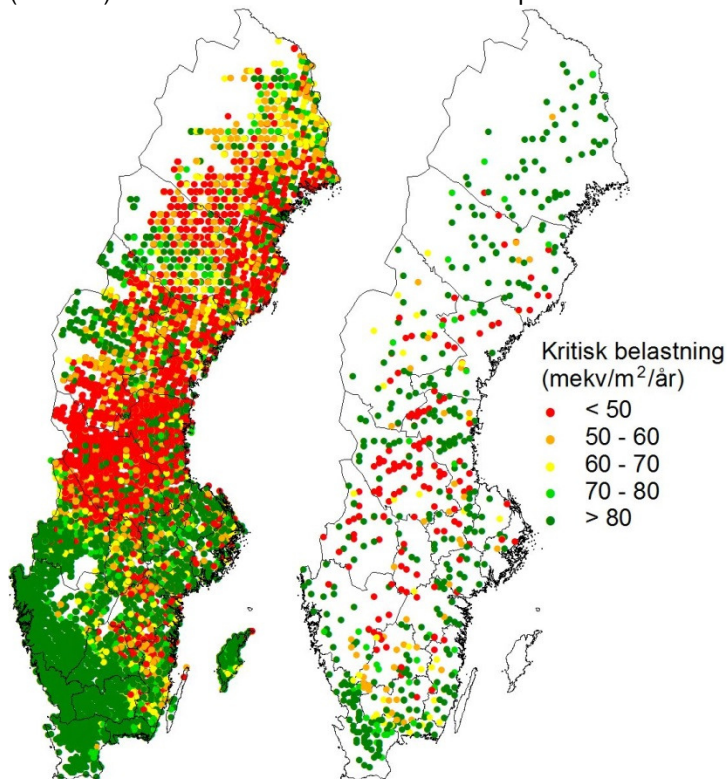 Kritisk belastning
(mekv/m²/år)
< 50
50 - 60
60 - 70
70 - 80
> 80